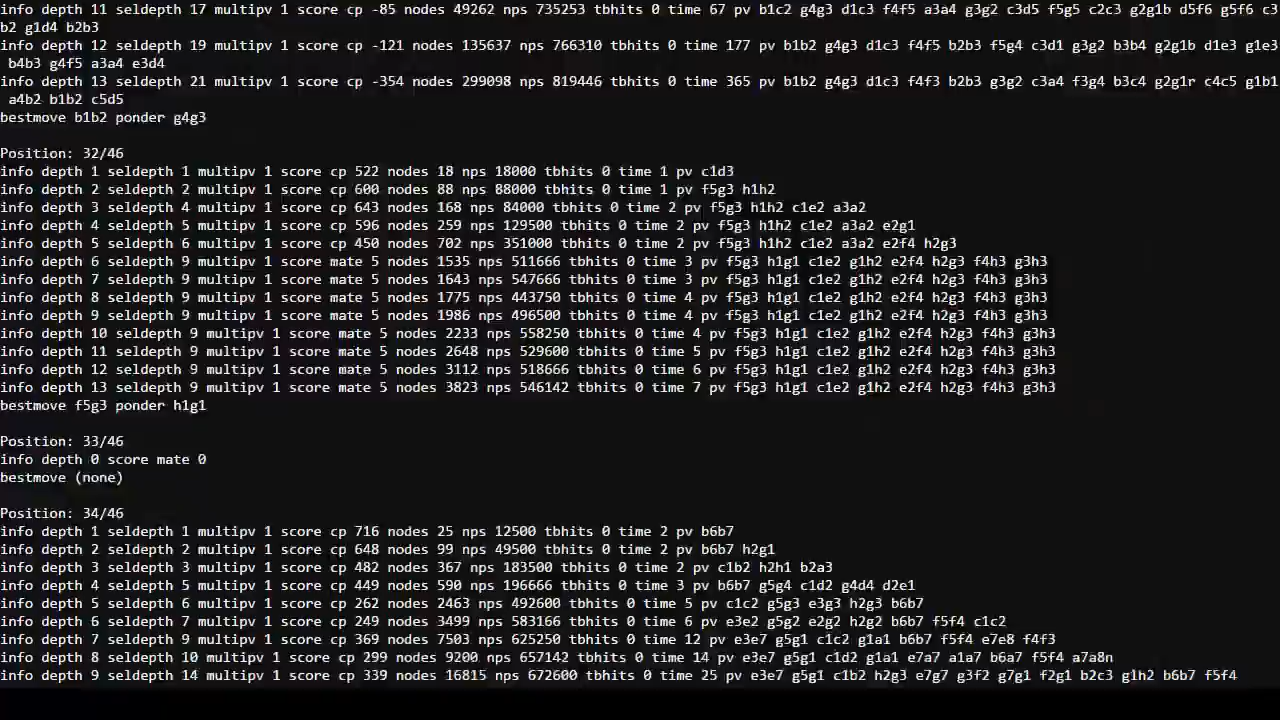 info depth 11 seldepth 17 multipv 1 score cp -85 nodes 49262 nps 735253 tbhits 0 time 67 pv b1c2 g4g3 d1c3 f4f5 a3a4 g3g2 c3d5 f5g5 c2c3 g2g1b d5f6 g5f6 c3
b2 g1d4 b2b3
info depth 12 seldepth 19 multipv 1 score cp -121 nodes 135637 nps 766310 tbhits 0 time 177 pv b1b2 g4g3 d1c3 f4f5 b2b3 f5g4 c3d1 g3g2 b3b4 g2g1b d1e3 g1e3
b4b3 g4f5 a3a4 e3d4
info depth 13 seldepth 21 multipv 1 score cp -354 nodes 299098 nps 819446 tbhits 0 time 365 pv b1b2 g4g3 d1c3 f4f3 b2b3 g3g2 c3a4 f3g4 b3c4 g2g1r c4c5 g1b1
a4b2 b1b2 c5d5
bestmove b1b2 ponder g4g3
Position: 32/46
info depth 1 seldepth 1 multipv 1 score cp 522 nodes 18 nps 18000 tbhits 0 time 1 pv c1d3
info depth 2 seldepth 2 multipv 1 score cp 600 nodes 88 nps 88000 tbhits 0 time 1 pv f5g3 h1h2
info depth 3 seldepth 4 multipv 1 score cp 643 nodes 168 nps 84000 tbhits 0 time 2 pv f5g3 h1h2 c1e2 a3a2
info depth 4 seldepth 5 multipv 1 score cp 596 nodes 259 nps 129500 tbhits 0 time 2 pv f5g3 h1h2 c1e2 a3a2 e2g1
info depth 5 seldepth 6 multipv 1 score cp 450 nodes 702 nps 351000 tbhits 0 time 2 pv f5g3 h1h2 c1e2 a3a2 e2f4 h2g3
info depth 6 seldepth 9 multipv 1 score mate 5 nodes 1535 nps 511666 tbhits 0 time 3 pv f5g3 h1g1 c1e2 g1h2 e2f4 h2g3 f4h3 g3h3
info depth 7 seldepth 9 multipv 1 score mate 5 nodes 1643 nps 547666 tbhits 0 time 3 pv f5g3 h1g1 c1e2 g1h2 e2f4 h2g3 f4h3 g3h3
info depth 8 seldepth 9 multipv 1 score mate 5 nodes 1775 nps 443750 tbhits 0 time 4 pv f5g3 h1g1 c1e2 g1h2 e2f4 h2g3 f4h3 g3h3
info depth 9 seldepth 9 multipv 1 score mate 5 nodes 1986 nps 496500 tbhits 0 time 4 pv f5g3 h1g1 c1e2 g1h2 e2f4 h2g3 f4h3 g3h3
info depth 10 seldepth 9 multipv 1 score mate 5 nodes 2233 nps 558250 tbhits 0 time 4 pv f5g3 h1g1 c1e2 g1h2 e2f4 h2g3 f4h3 g3h3
info depth 11 seldepth 9 multipv 1 score mate 5 nodes 2648 nps 529600 tbhits 0 time 5 pv f5g3 h1g1 c1e2 g1h2 e2f4 h2g3 f4h3 g3h3
info depth 12 seldepth 9 multipv 1 score mate 5 nodes 3112 nps 518666 tbhits 0 time 6 pv f5g3 h1g1 c1e2 g1h2 e2f4 h2g3 f4h3 g3h3
info depth 13 seldepth 9 multipv 1 score mate 5 nodes 3823 nps 546142 tbhits 0 time 7 pv f5g3 h1g1 c1e2 g1h2 e2f4 h2g3 f4h3 g3h3
bestmove f5g3 ponder h1g1
Position: 33/46
info depth 0 score mate 0
bestmove (none)
Position: 34/46
info depth 1 seldepth 1 multipv 1 score cp 716 nodes 25 nps 12500 tbhits 0 time 2 pv b6b7
info depth 2 seldepth 2 multipv 1 score cp 648 nodes 99 nps 49500 tbhits 0 time 2 pv b6b7 h2g1
info depth 3 seldepth 3 multipv 1 score cp 482 nodes 367 nps 183500 tbhits 0 time 2 pv c1b2 h2h1 b2a3
info depth 4 seldepth 4 multipv 1 score cp 449 nodes 590 nps 196666 tbhits 0 time 3 pv b6b7 g5g4 c1d2 g4d4 d2e1
info depth 5 seldepth 6 multipv 1 score cp 262 nodes 2463 nps 492600 tbhits 0 time 5 pv c1c2 g5g3 e3g3 h2g3 b6b7
info depth 6 seldepth 7 multipv 1 score cp 249 nodes 3499 nps 583166 tbhits 0 time 6 pv e3e2 g5g2 e2g2 h2g2 b6b7 f5f4 c1c2
info depth 7 seldepth 9 multipv 1 score cp 369 nodes 7503 nps 625250 tbhits 0 time 12 pv e3e7 g5g1 c1c2 g1a1 b6b7 f5f4 e7e8 f4f3
info depth 8 seldepth 10 multipv 1 score cp 299 nodes 9200 nps 657142 tbhits 0 time 14 pv e3e7 g5g1 c1d2 g1a1 e7a7 a1a7 b6a7 f5f4 a7a8n
info depth 9 seldepth 14 multipv 1 score cp 339 nodes 16815 nps 672600 tbhits 0 time 25 pv e3e7 g5g1 c1b2 h2g3 e7g7 g3f2 g7g1 f2g1 b2c3 g1h2 b6b7 f5f4